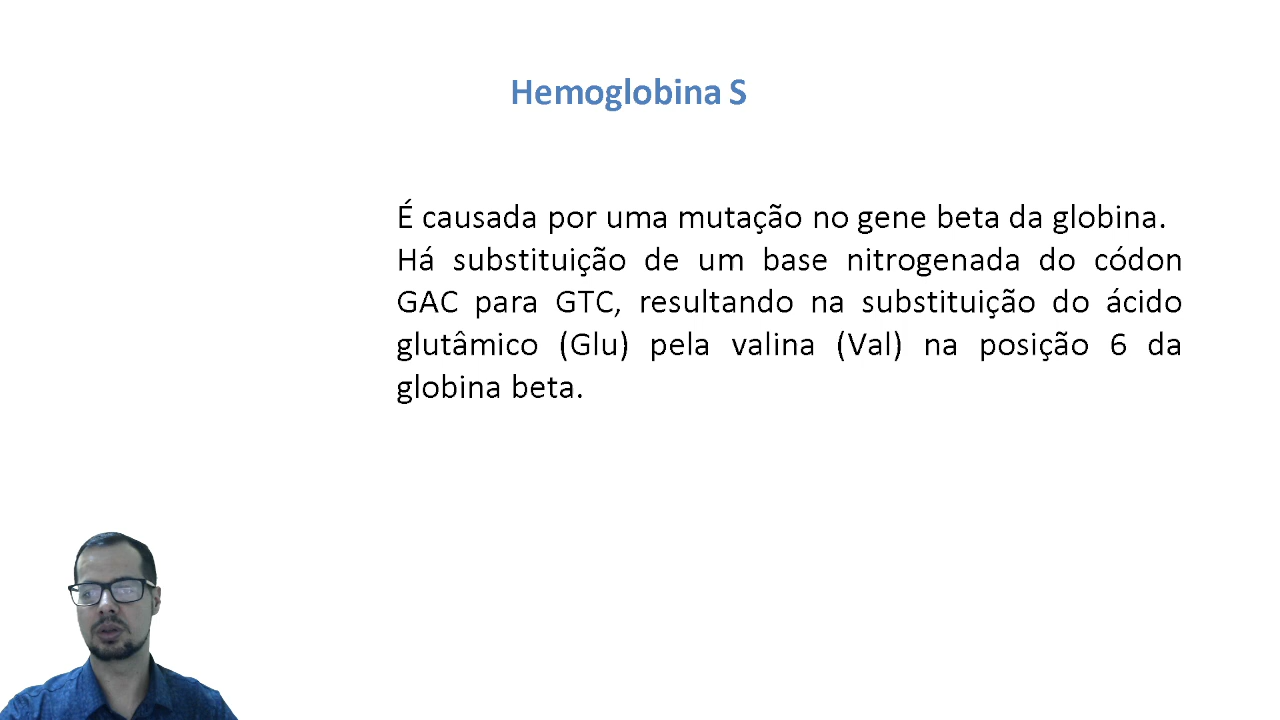 Hemoglobina S
É causada por uma mutação no gene beta da globina.
Há substituição de um base nitrogenada do códon
GAC para GTC, resultando na substituição do ácido
glutâmico (Glu) pela valina (Val) na posição 6 da
globina beta.